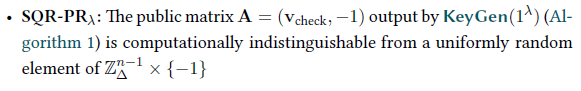 • SQR-PR_λ: The public matrix A = (v_check, −1) output by KeyGen(1^λ) (Al-
gorithm 1) is computationally indistinguishable from a uniformly random
element of ℤ_Δ^{n−1} × {−1}